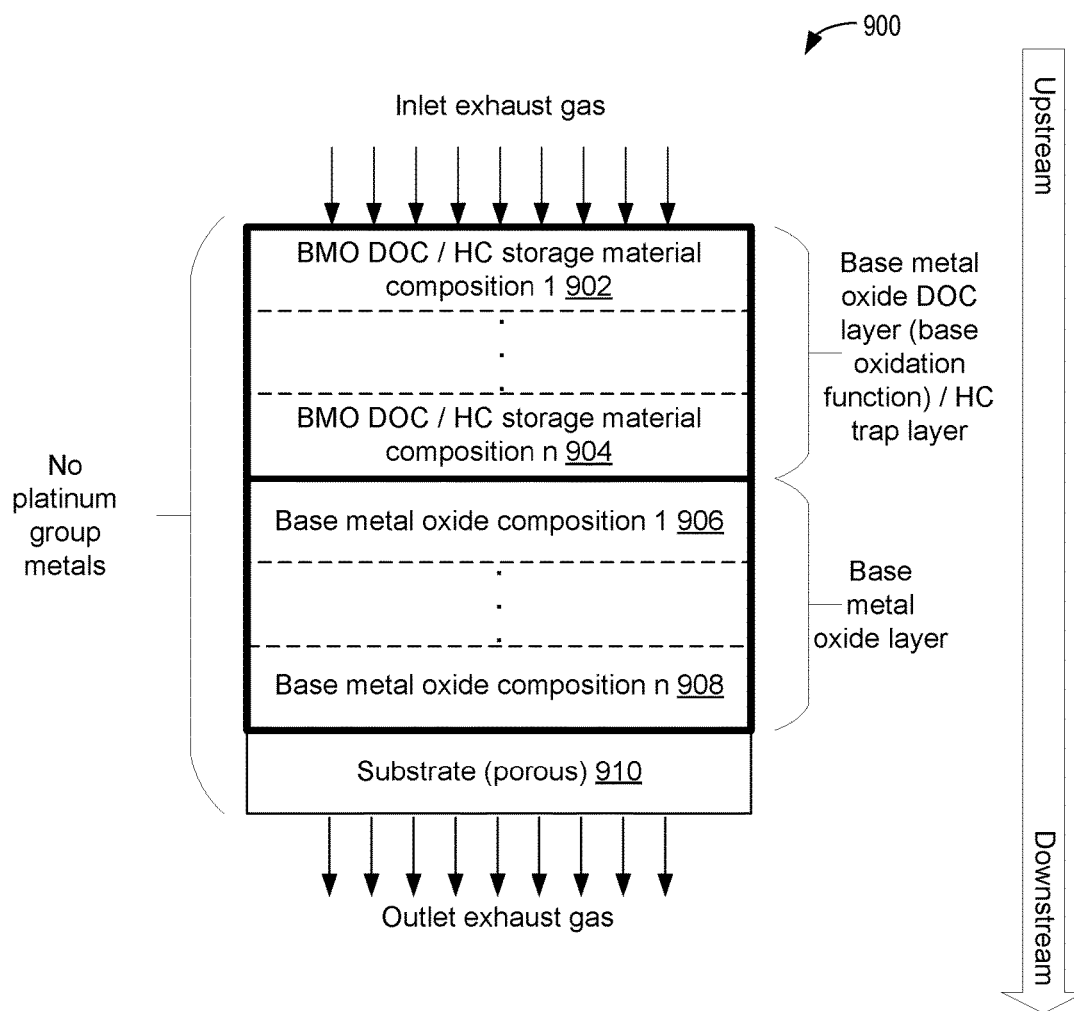 900
Upstream
Inlet exhaust gas
BMO DOC / HC storage material
composition 1 902
BMO DOC / HC storage material
composition n 904
Base metal
oxide DOC
layer (base
oxidation
function) / HC
trap layer
No
platinum
group
metals
Base metal oxide composition 1 906
Base metal oxide composition n 908
Base
metal
oxide layer
Substrate (porous) 910
Outlet exhaust gas
Downstream